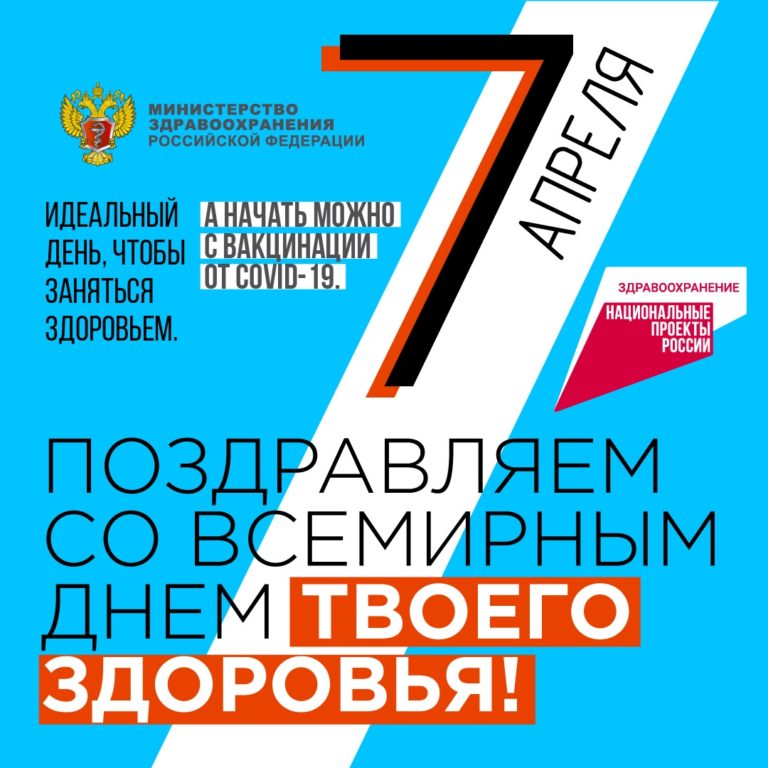 7
АПРЕЛЯ
МИНИСТЕРСТВО
ЗДРАВООХРАНЕНИЯ
РОССИЙСКОЙ ФЕДЕРАЦИИ
ИДЕАЛЬНЫЙ
ДЕНЬ, ЧТОБЫ
ЗАНЯТЬСЯ
ЗДОРОВЬЕМ.
А НАЧАТЬ МОЖНО
С ВАКЦИНАЦИИ
ОТ COVID-19.
ЗДРАВООХРАНЕНИЕ
НАЦИОНАЛЬНЫЕ
ПРОЕКТЫ
РОССИИ
ПОЗДРАВЛЯЕМ
СО ВСЕМИРНЫМ
ДНЕМ ТВОЕГО
ЗДОРОВЬЯ!